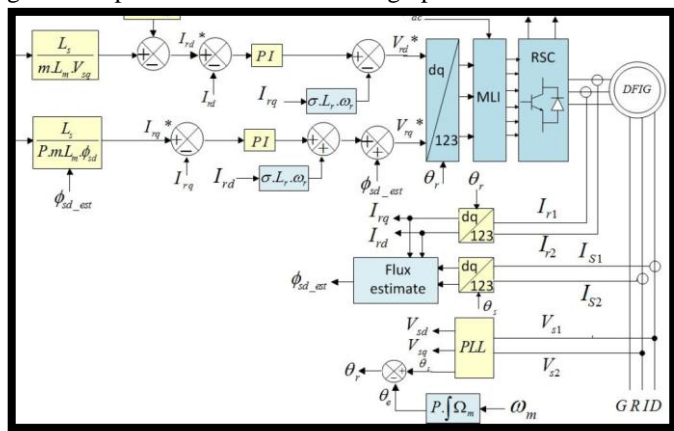 L_s
m.L_m.V_sq
I_rd*
I_rd
PI
I_rq
σ.L_r.ω_r
V_rd*
dq
123
MLI
RSC
DFIG
L_s
P.m.L_m.ϕ_sd
ϕ_sd_est
I_rq*
I_rq
PI
I_rd
σ.L_r.ω_r
ϕ_sd_est
V_rq*
θ_r
θ_r
I_rq
I_rd
dq
123
I_r1
I_r2
I_S1
I_S2
ϕ_sd_est
Flux
estimate
dq
123
θ_s
V_sd
V_sq
PLL
V_s1
V_s2
θ_r
θ_s
θ_e
P.∫Ω_m
ω_m
GRID